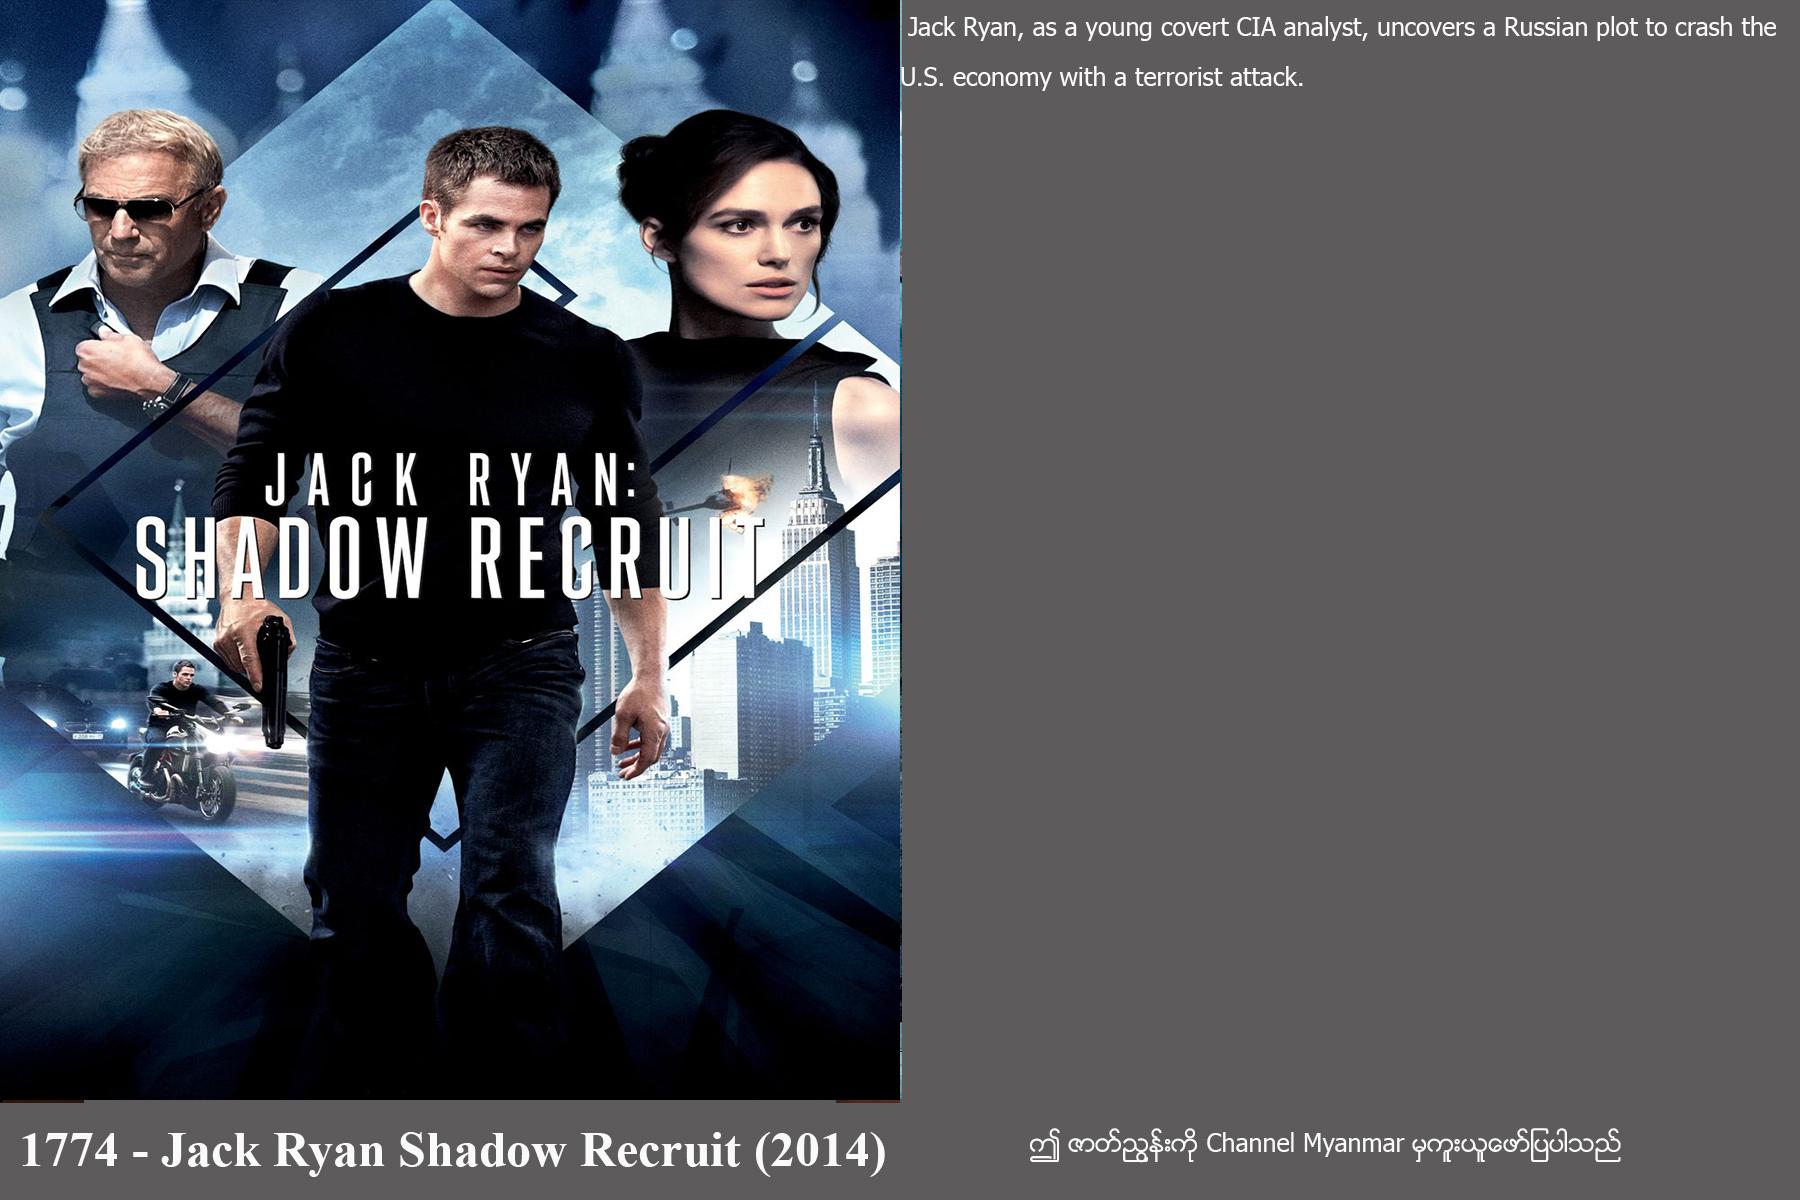 JACK RYAN:
SHADOW RECRUIT
Jack Ryan, as a young covert CIA analyst, uncovers a Russian plot to crash the
U.S. economy with a terrorist attack.
1774 - Jack Ryan Shadow Recruit (2014)
ဤ ဇာတ်ညွှန်းကို Channel Myanmar မှကူးယူဖော်ပြပါသည်